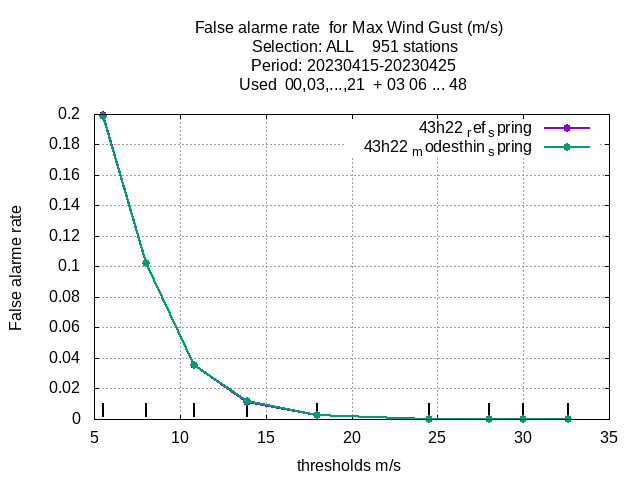 False alarme rate  for Max Wind Gust (m/s)
Selection: ALL    951 stations
Period: 20230415-20230425
Used  00,03,...,21  + 03 06 ... 48
43h22 ref spring
43h22 modesthin spring
False alarme rate
0.2
0.18
0.16
0.14
0.12
0.1
0.08
0.06
0.04
0.02
0
5 10 15 20 25 30 35
thresholds m/s